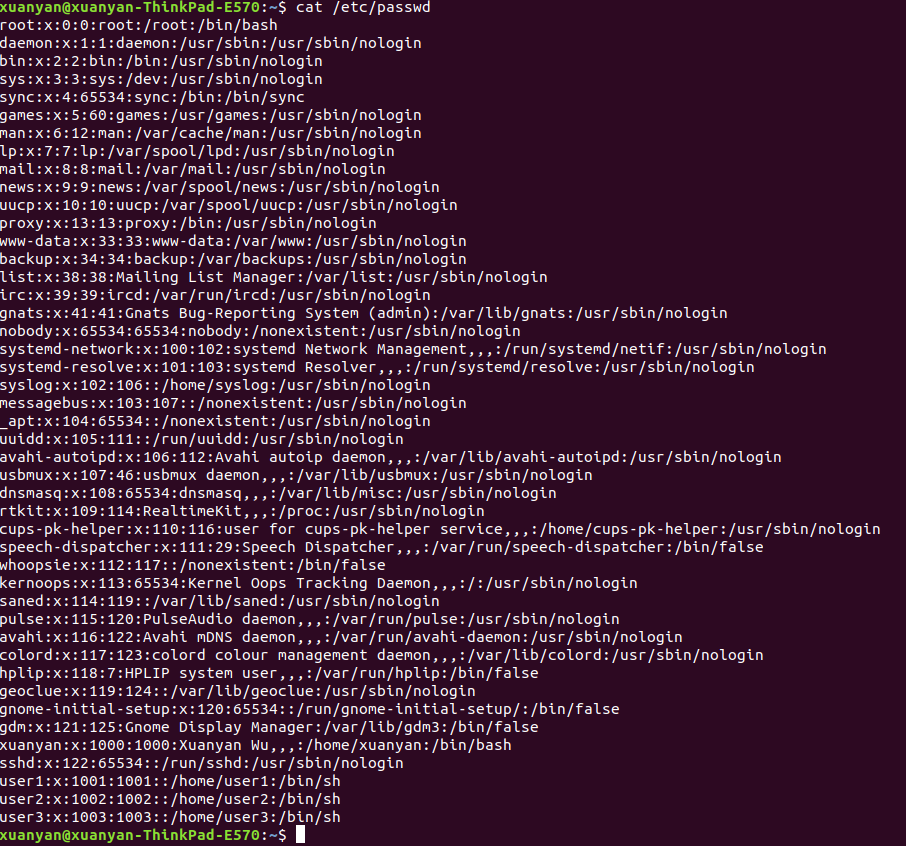 xuanyan@xuanyan-ThinkPad-E570:~$ cat /etc/passwd
root:x:0:0:root:/root:/bin/bash
daemon:x:1:1:daemon:/usr/sbin:/usr/sbin/nologin
bin:x:2:2:bin:/bin:/usr/sbin/nologin
sys:x:3:3:sys:/dev:/usr/sbin/nologin
sync:x:4:65534:sync:/bin:/bin/sync
games:x:5:60:games:/usr/games:/usr/sbin/nologin
man:x:6:12:man:/var/cache/man:/usr/sbin/nologin
lp:x:7:7:lp:/var/spool/lpd:/usr/sbin/nologin
mail:x:8:8:mail:/var/mail:/usr/sbin/nologin
news:x:9:9:news:/var/spool/news:/usr/sbin/nologin
uucp:x:10:10:uucp:/var/spool/uucp:/usr/sbin/nologin
proxy:x:13:13:proxy:/bin:/usr/sbin/nologin
www-data:x:33:33:www-data:/var/www:/usr/sbin/nologin
backup:x:34:34:backup:/var/backups:/usr/sbin/nologin
list:x:38:38:Mailing List Manager:/var/list:/usr/sbin/nologin
irc:x:39:39:ircd:/var/run/ircd:/usr/sbin/nologin
gnats:x:41:41:Gnats Bug-Reporting System (admin):/var/lib/gnats:/usr/sbin/nologin
nobody:x:65534:65534:nobody:/nonexistent:/usr/sbin/nologin
systemd-network:x:100:102:systemd Network Management,,,:/run/systemd/netif:/usr/sbin/nologin
systemd-resolve:x:101:103:systemd Resolver,,,:/run/systemd/resolve:/usr/sbin/nologin
syslog:x:102:106::/home/syslog:/usr/sbin/nologin
messagebus:x:103:107::/nonexistent:/usr/sbin/nologin
_apt:x:104:65534::/nonexistent:/usr/sbin/nologin
uuidd:x:105:111::/run/uuidd:/usr/sbin/nologin
avahi-autoipd:x:106:112:Avahi autoip daemon,,,:/var/lib/avahi-autoipd:/usr/sbin/nologin
usbmux:x:107:46:usbmux daemon,,,:/var/lib/usbmux:/usr/sbin/nologin
dnsmasq:x:108:65534:dnsmasq,,,:/var/lib/misc:/usr/sbin/nologin
rtkit:x:109:114:RealtimeKit,,,:/proc:/usr/sbin/nologin
cups-pk-helper:x:110:116:user for cups-pk-helper service,,,:/home/cups-pk-helper:/usr/sbin/nologin
speech-dispatcher:x:111:29:Speech Dispatcher,,,:/var/run/speech-dispatcher:/bin/false
whoopsie:x:112:117::/nonexistent:/bin/false
kernoops:x:113:65534:Kernel Oops Tracking Daemon,,,:/:/usr/sbin/nologin
saned:x:114:119::/var/lib/saned:/usr/sbin/nologin
pulse:x:115:120:PulseAudio daemon,,,:/var/run/pulse:/usr/sbin/nologin
avahi:x:116:122:Avahi mDNS daemon,,,:/var/run/avahi-daemon:/usr/sbin/nologin
colord:x:117:123:colord colour management daemon,,,:/var/lib/colord:/usr/sbin/nologin
hplip:x:118:7:HPLIP system user,,,:/var/run/hplip:/bin/false
geoclue:x:119:124::/var/lib/geoclue:/usr/sbin/nologin
gnome-initial-setup:x:120:65534::/run/gnome-initial-setup/:/bin/false
gdm:x:121:125:Gnome Display Manager:/var/lib/gdm3:/bin/false
xuanyan:x:1000:1000:Xuanyan Wu,,,:/home/xuanyan:/bin/bash
sshd:x:122:65534::/run/sshd:/usr/sbin/nologin
user1:x:1001:1001::/home/user1:/bin/sh
user2:x:1002:1002::/home/user2:/bin/sh
user3:x:1003:1003::/home/user3:/bin/sh
xuanyan@xuanyan-ThinkPad-E570:~$